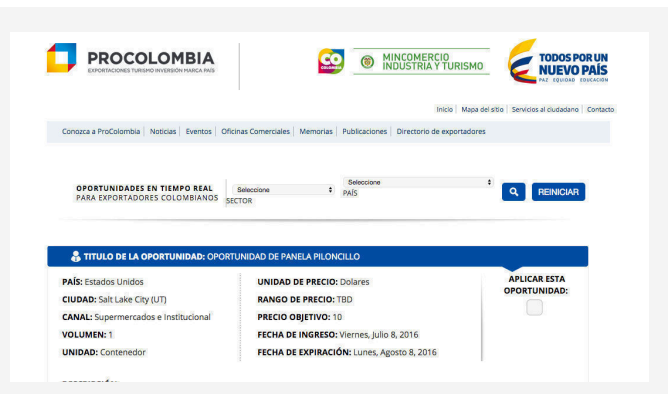 PROCOLOMBIA
EXPORTACIONES TURISMO INVERSIÓN MARCA PAÍS
CO
COLOMBIA
MINCOMERCIO
INDUSTRIA Y TURISMO
TODOS POR UN
NUEVO PAÍS
PAZ EQUIDAD EDUCACIÓN
Inicio Mapa del sitio Servicios al ciudadano Contacto
Conozca a ProColombia Noticias Eventos Oficinas Comerciales Memorias Publicaciones Directorio de exportadores
OPORTUNIDADES EN TIEMPO REAL
PARA EXPORTADORES COLOMBIANOS
Seleccione
SECTOR
Seleccione
PAÍS
REINICIAR
TITULO DE LA OPORTUNIDAD: OPORTUNIDAD DE PANELA PILONCILLO
PAÍS: Estados Unidos
CIUDAD: Salt Lake City (UT)
CANAL: Supermercados e Institucional
VOLUMEN: 1
UNIDAD: Contenedor
UNIDAD DE PRECIO: Dolares
RANGO DE PRECIO: TBD
PRECIO OBJETIVO: 10
FECHA DE INGRESO: Viernes, Julio 8, 2016
FECHA DE EXPIRACIÓN: Lunes, Agosto 8, 2016
APLICAR ESTA
OPORTUNIDAD: